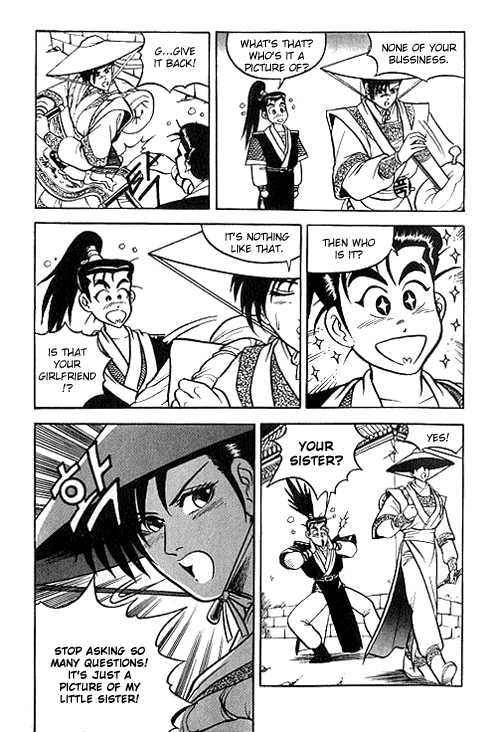 G...GIVE
IT BACK!
WHAT'S THAT?
WHO'S IT A
PICTURE OF?
NONE OF YOUR
BUSSINESS.
IS THAT
YOUR
GIRLFRIEND
!?
IT'S NOTHING
LIKE THAT.
THEN WHO
IS IT?
확
STOP ASKING SO
MANY QUESTIONS!
IT'S JUST A
PICTURE OF MY
LITTLE SISTER!
YOUR
SISTER?
YES!